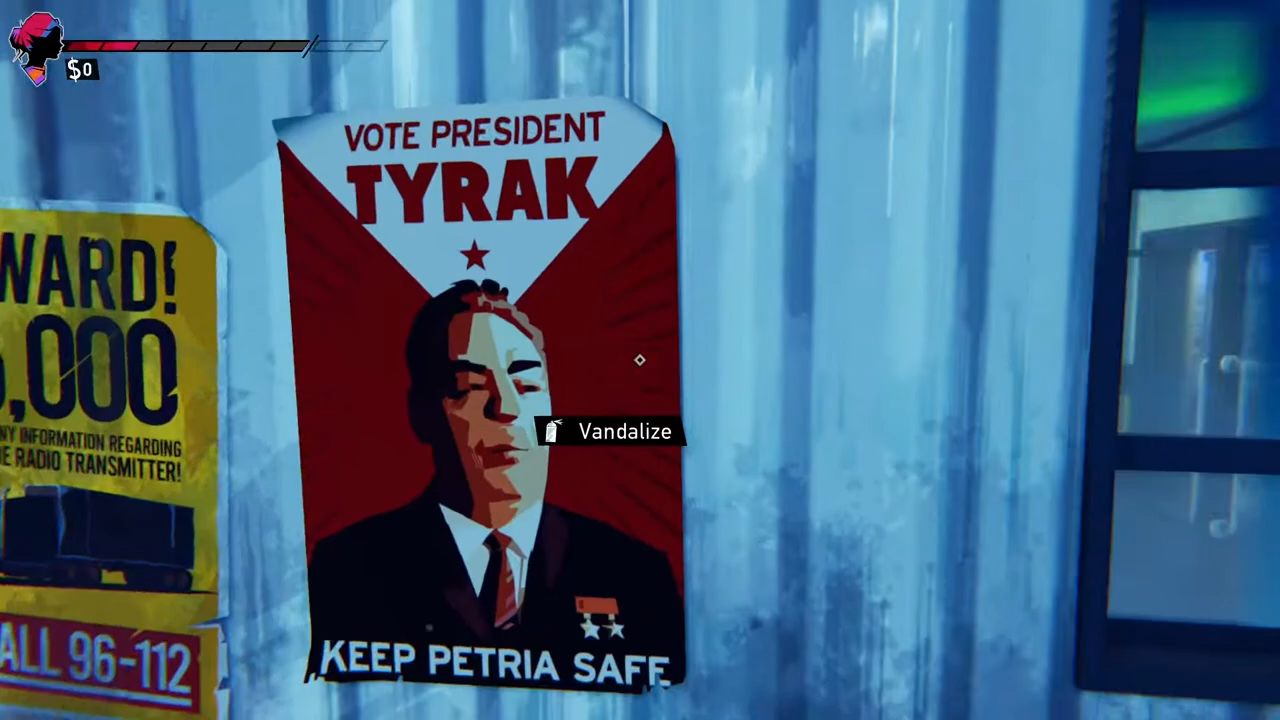 $0
VOTE PRESIDENT
TYRAK
KEEP PETRIA SAFE
Vandalize
WARD!
,000
NY INFORMATION REGARDING
E RADIO TRANSMITTER!
ALL 96-112